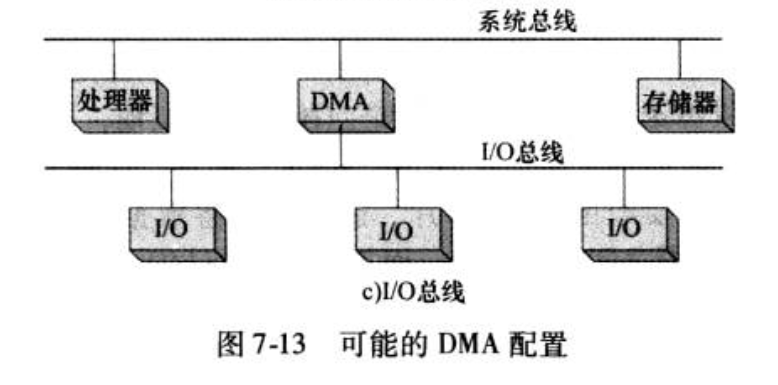 系统总线
处理器 DMA 存储器
I/O总线
I/O I/O I/O
c)I/O总线
图 7-13 可能的 DMA 配置